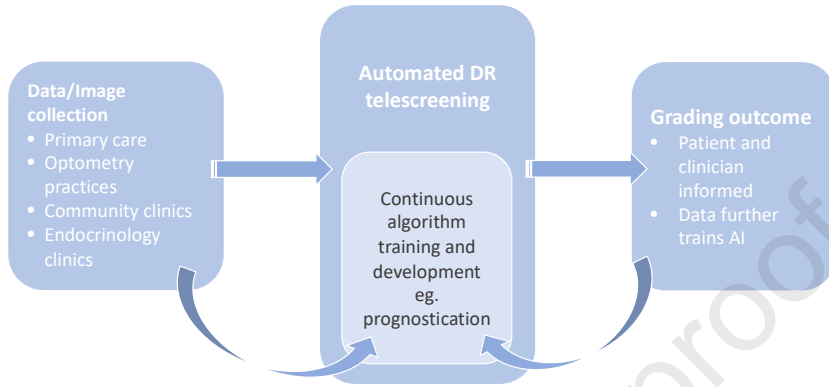 Data/Image
collection
• Primary care
• Optometry
practices
• Community clinics
• Endocrinology
clinics
Automated DR
telescreening
Continuous
algorithm
training and
development
eg.
prognostication
Grading outcome
• Patient and
clinician
informed
• Data further
trains AI
proof